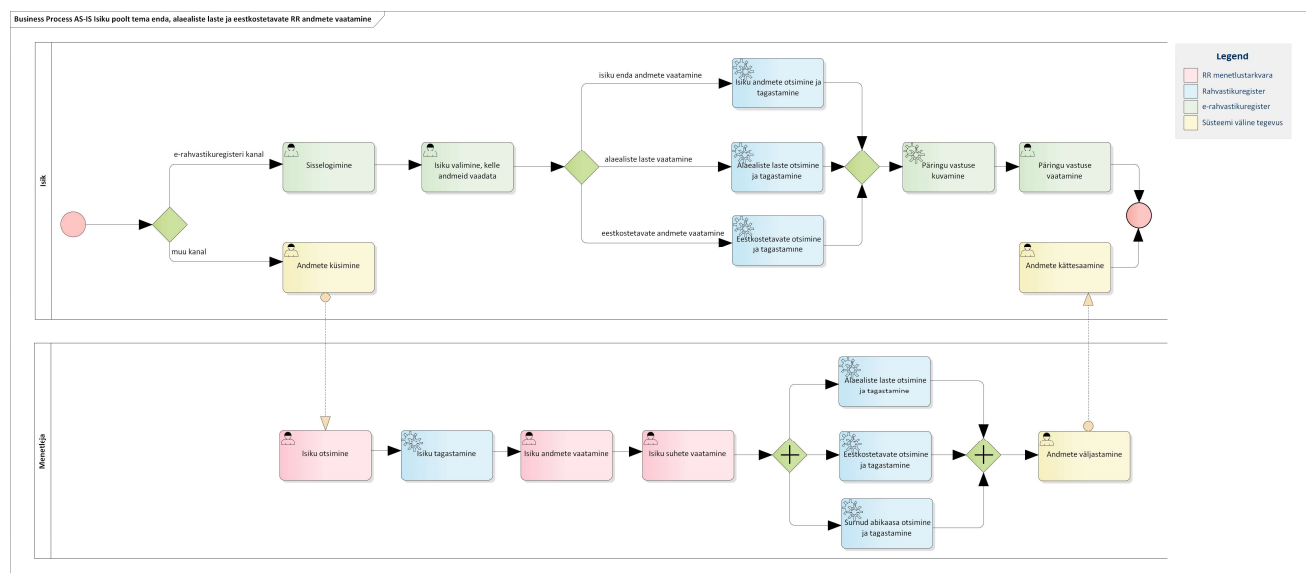 Business Process AS-IS Isiku poolt tema enda, alaealiste laste ja eestkostetavate RR andmete vaatamine
Isik
e-rahvastikuregisteri kanal
muu kanal
Sisselogimine
Isiku valimine, kelle
andmeid vaadata
isiku enda andmete vaatamine
alaealiste laste vaatamine
eestkostetavate andmete vaatamine
Isiku andmete otsimine ja
tagastamine
Alaealiste laste otsimine
ja tagastamine
Eestkostetavate otsimine
ja tagastamine
Päringu vastuse
kuvamine
Päringu vastuse
vaatamine
Andmete küsimine
Andmete kättesaamine
Legend
RR menetlustarkvara
Rahvastikuregister
e-rahvastikuregister
Süsteemi väline tegevus
Menetleja
Isiku otsimine
Isiku tagastamine
Isiku andmete vaatamine
Isiku suhete vaatamine
Alaealiste laste otsimine
ja tagastamine
Eestkostetavate otsimine
ja tagastamine
Surnud abikaasa otsimine
ja tagastamine
Andmete väljastamine